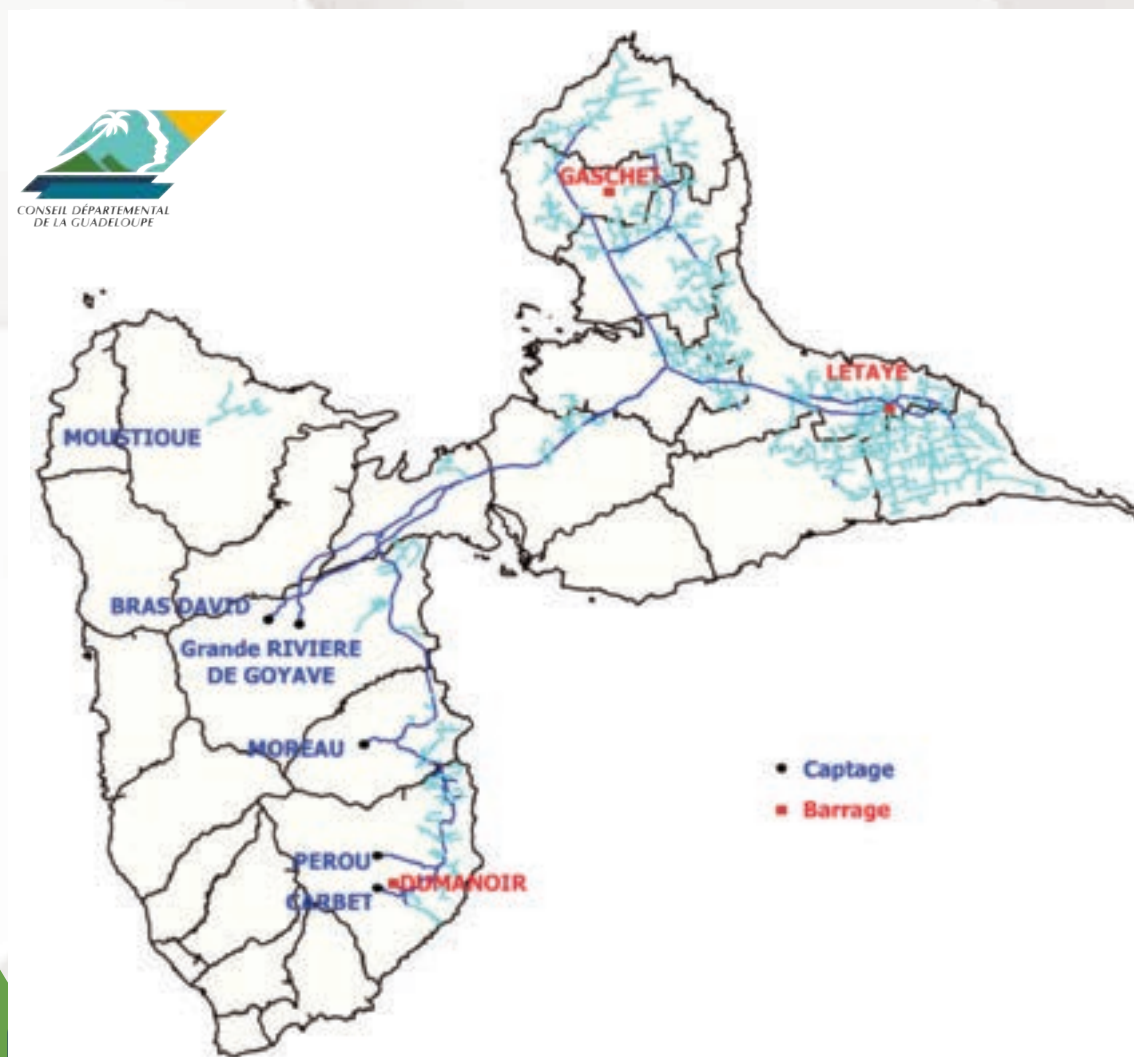 CONSEIL DÉPARTEMENTAL
DE LA GUADELOUPE
GASCHET
LETAYE
MOUSTIQUE
BRAS DAVID
Grande RIVIERE
DE GOYAVE
MOREAU
Captage
Barrage
PEROU
DUMANOIR
CARBET